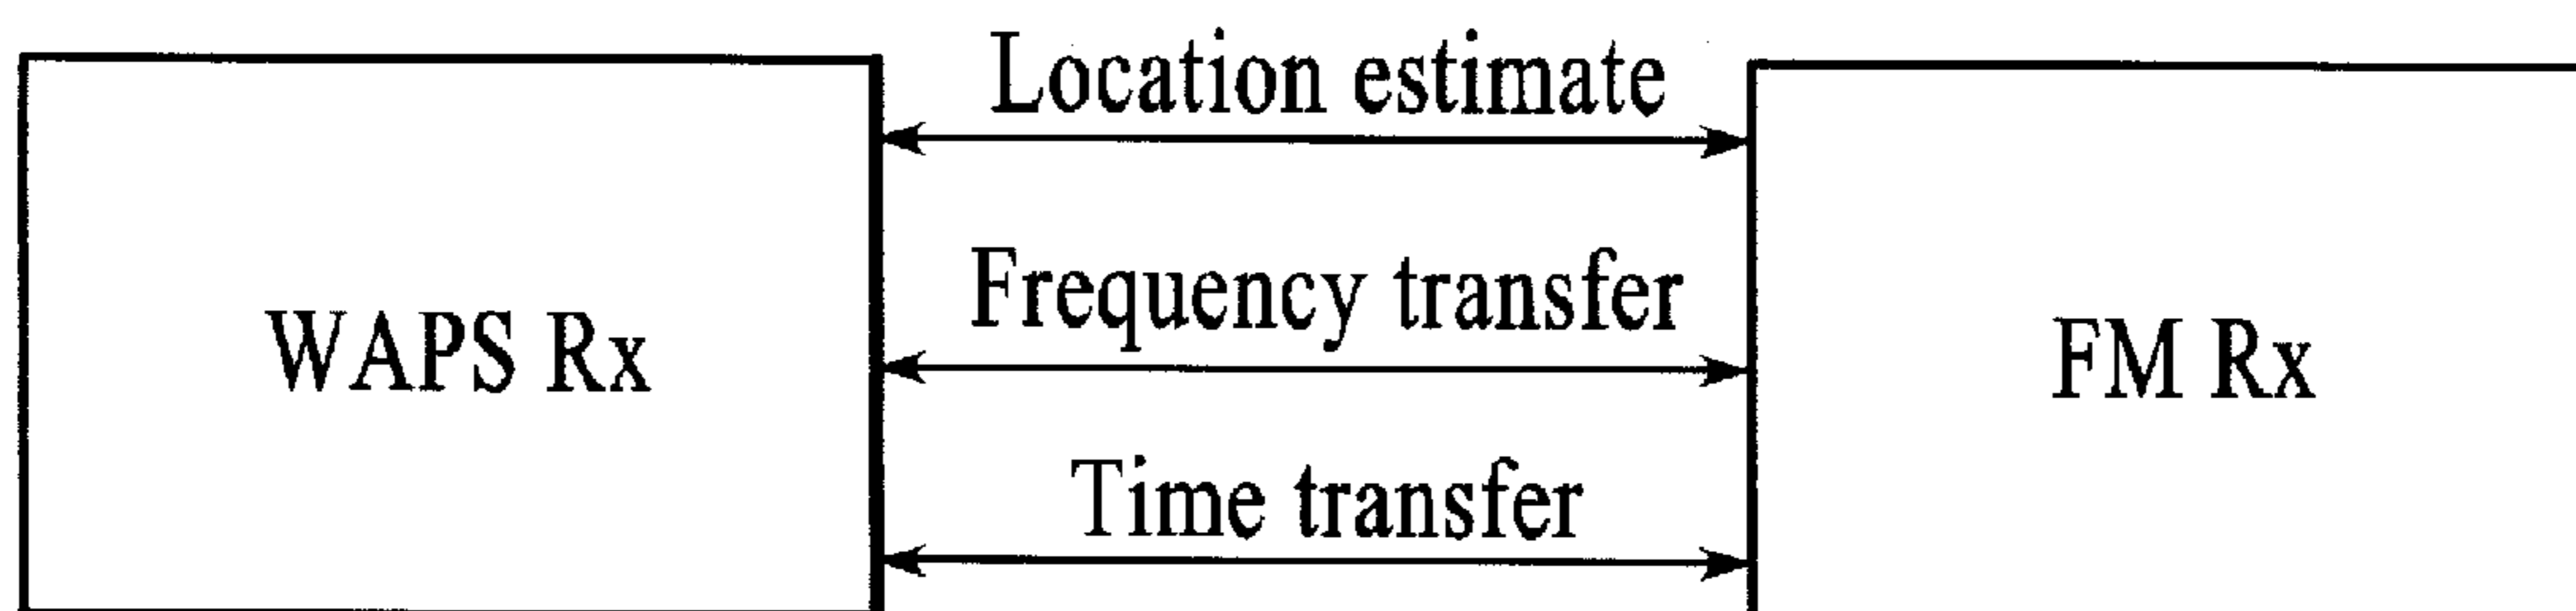 Location estimate
Frequency transfer
WAPS Rx
FM Rx
Time transfer